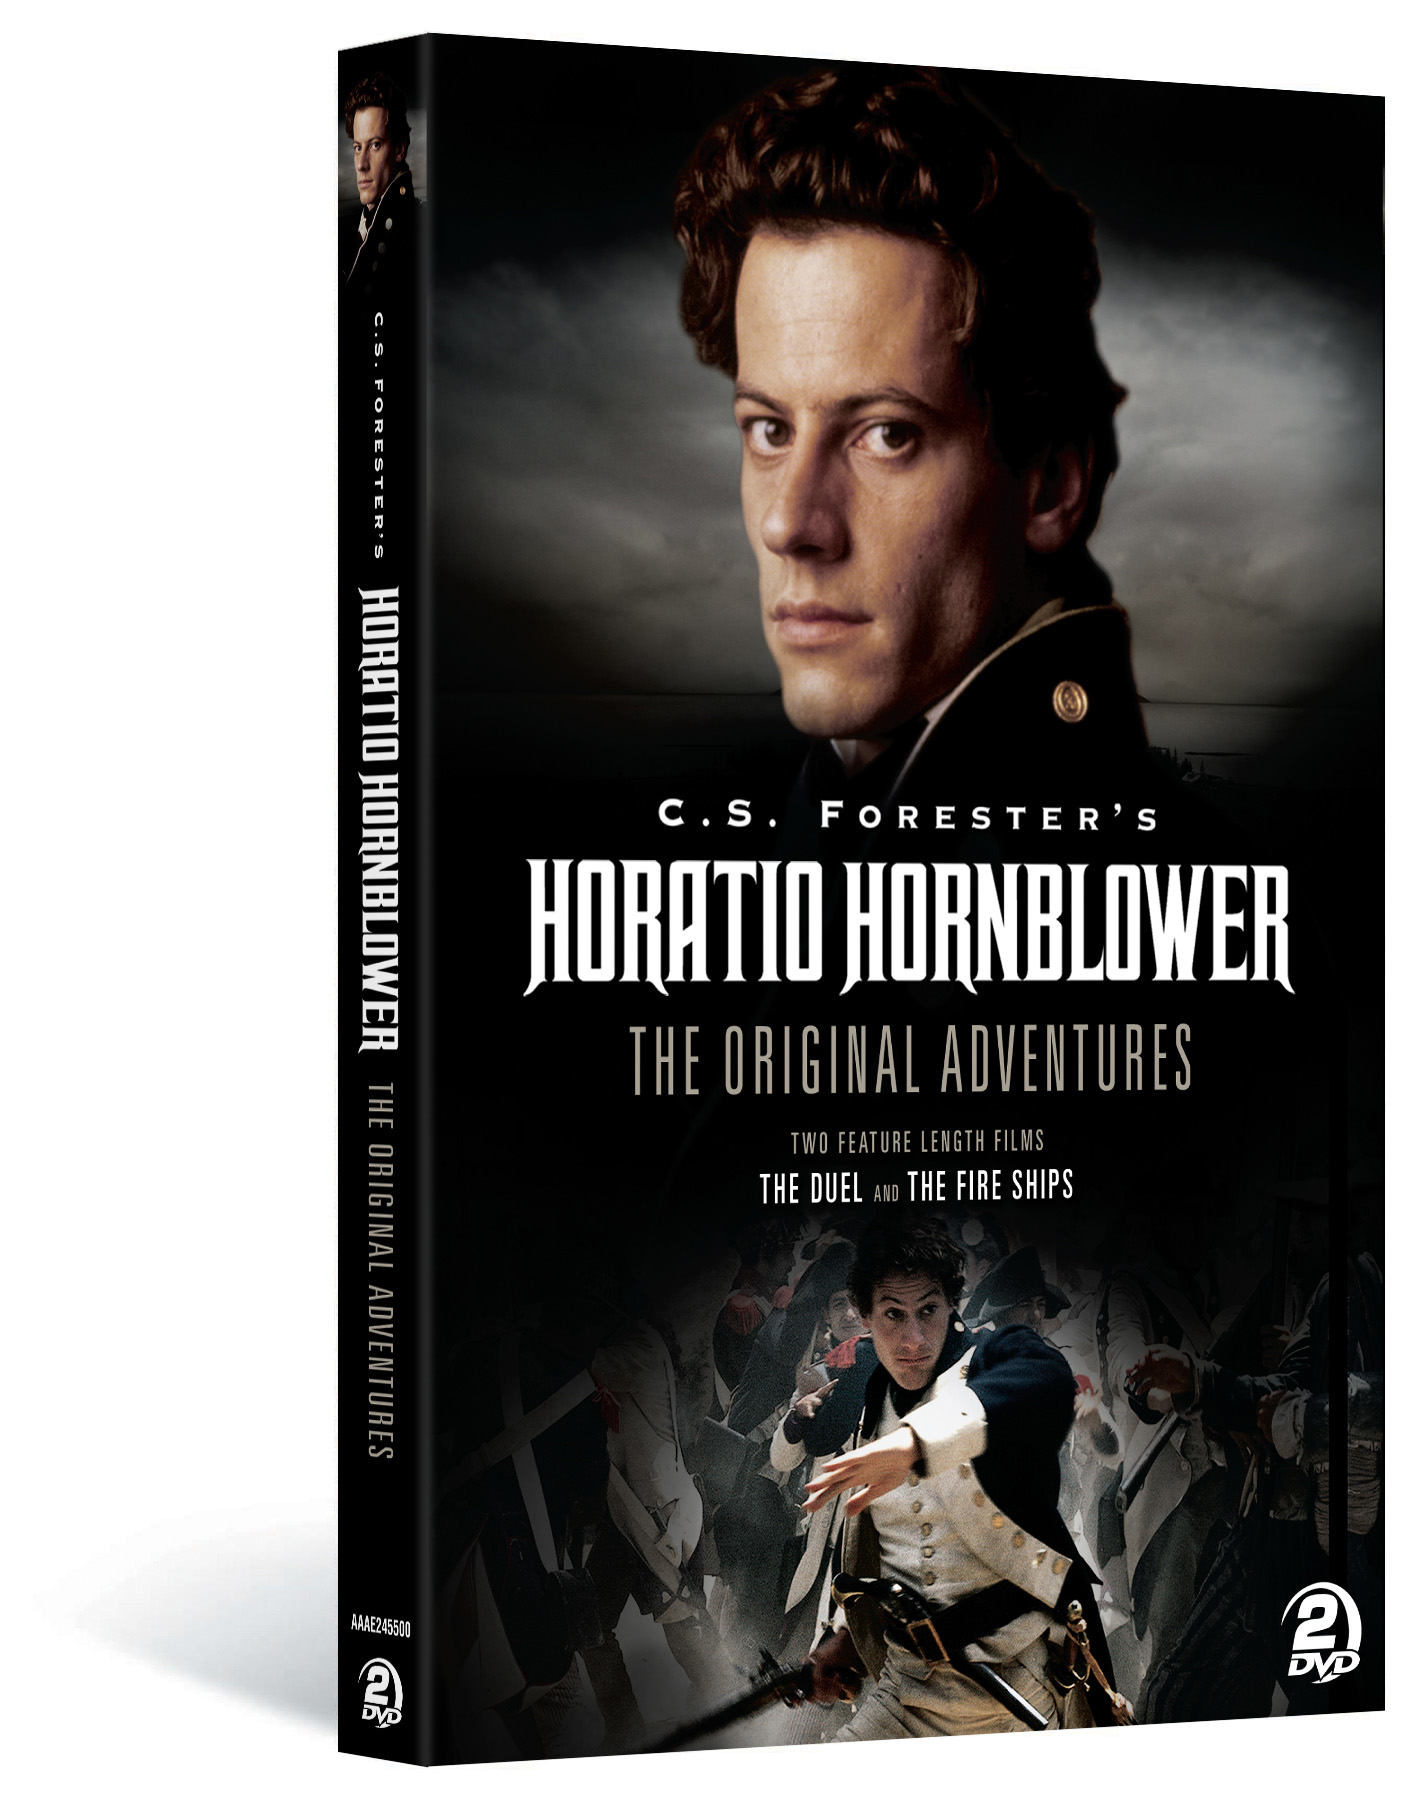 C.S. FORESTER'S
HORATIO HORNBLOWER
THE ORIGINAL ADVENTURES
AAAE245500
2
DVD
C.S. FORESTER'S
HORATIO HORNBLOWER
THE ORIGINAL ADVENTURES
TWO FEATURE LENGTH FILMS
THE DUEL AND THE FIRE SHIPS
2
DVD